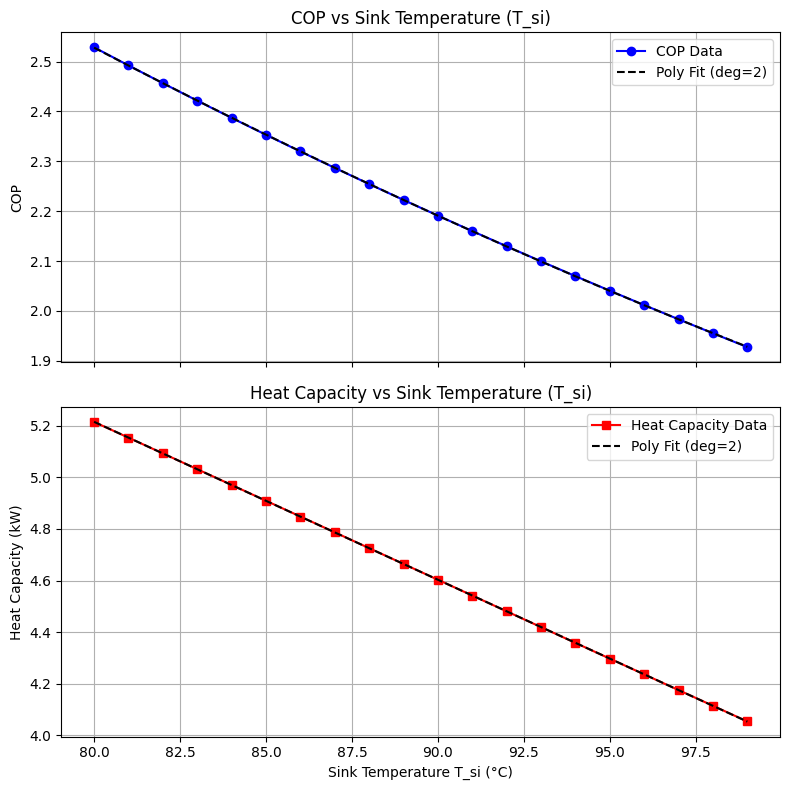 COP vs Sink Temperature (T_si)
COP Data
Poly Fit (deg=2)
2.5
2.4
2.3
2.2
2.1
2.0
1.9
COP
Heat Capacity vs Sink Temperature (T_si)
Heat Capacity Data
Poly Fit (deg=2)
5.2
5.0
4.8
4.6
4.4
4.2
4.0
Heat Capacity (kW)
80.0 82.5 85.0 87.5 90.0 92.5 95.0 97.5
Sink Temperature T_si (°C)